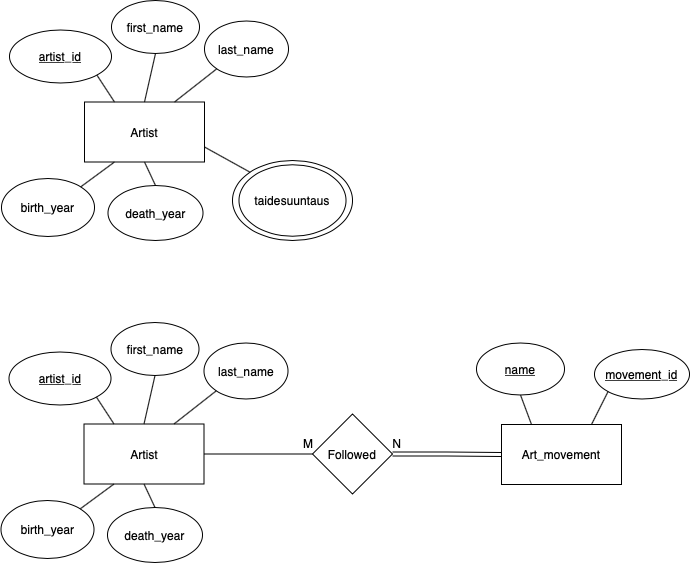 first_name
artist_id
last_name
Artist
birth_year
death_year
taidesuuntaus
first_name
artist_id
last_name
name
movement_id
M
N
Artist
Followed
Art_movement
birth_year
death_year